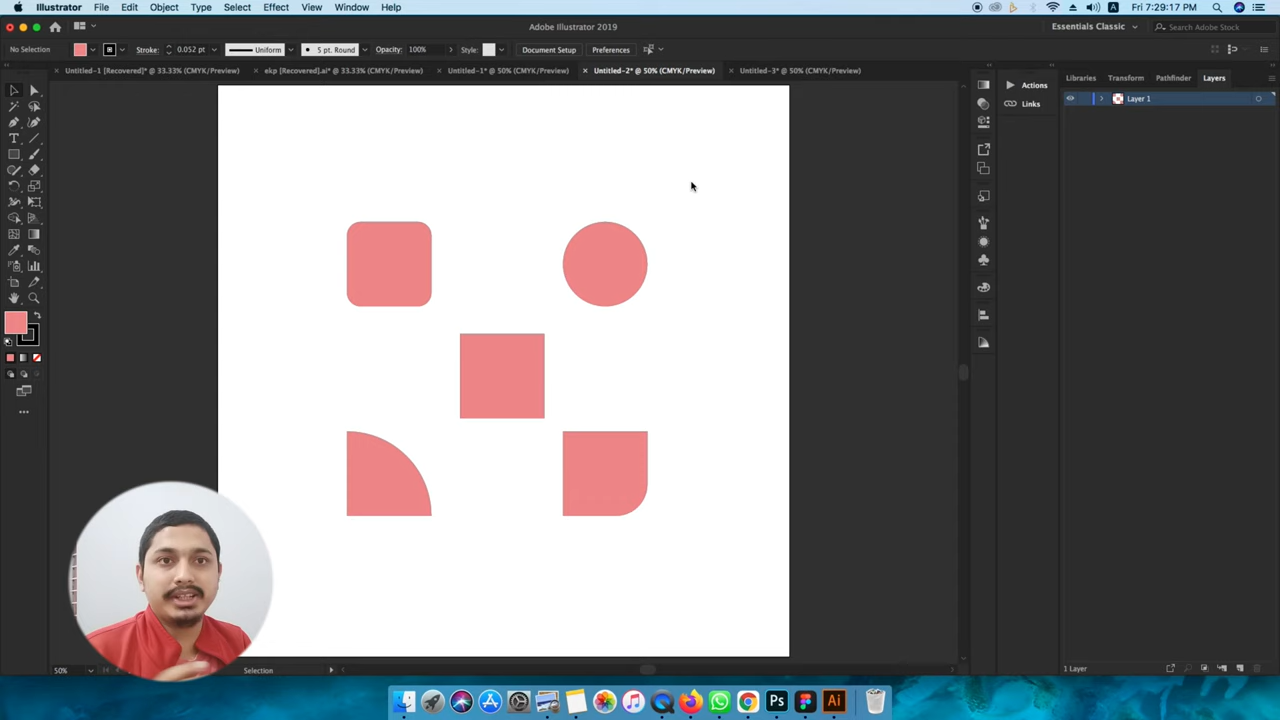 Illustrator File Edit Object Type Select Effect View Window Help
A Fri 7:29:17 PM
Adobe Illustrator 2019
Essentials Classic
Search Adobe Stock
No Selection
Stroke: 0.052 pt
Uniform
5 pt. Round
Opacity: 100%
Style:
Document Setup
Preferences
Untitled-1 [Recovered]* @ 33.33% (CMYK/Preview)
ekp [Recovered].ai* @ 33.33% (CMYK/Preview)
Untitled-1* @ 50% (CMYK/Preview)
Untitled-2* @ 50% (CMYK/Preview)
Untitled-3* @ 50% (CMYK/Preview)
Actions
Links
Libraries Transform Pathfinder Layers
Layer 1
50%
Selection
1 Layer
Ps
Ai